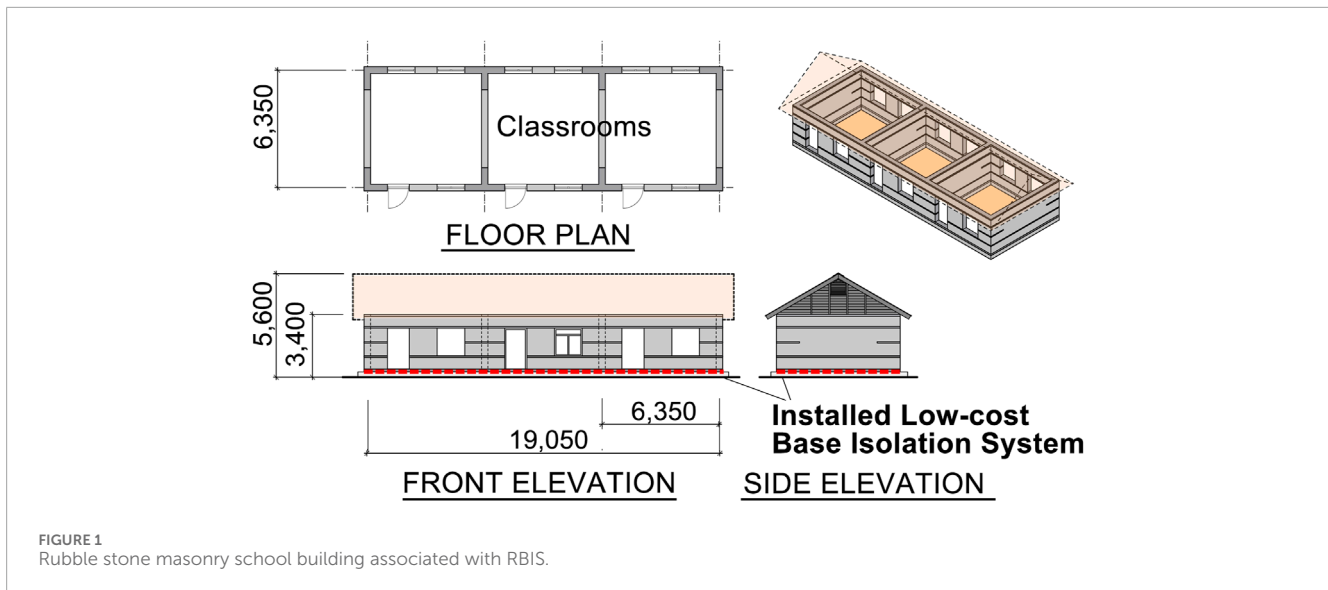 6,350
Classrooms
FLOOR PLAN
5,600
3,400
6,350
19,050
Installed Low-cost
Base Isolation System
FRONT ELEVATION
SIDE ELEVATION
FIGURE 1
Rubble stone masonry school building associated with RBIS.